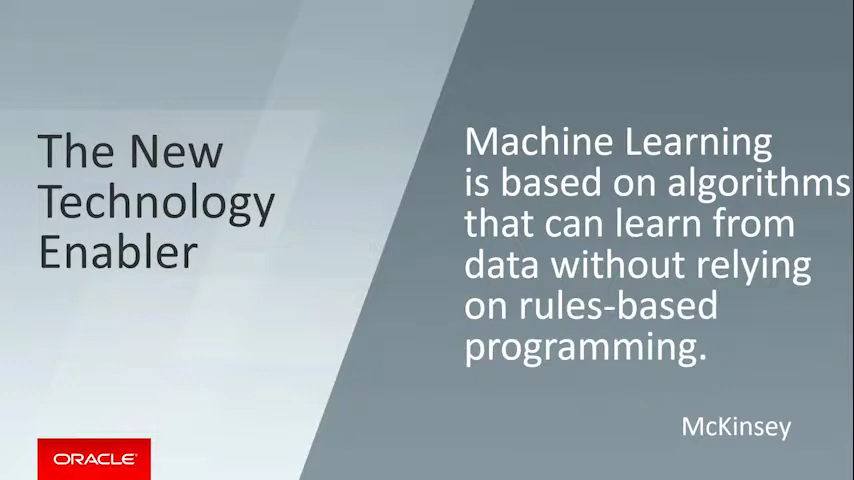 The New
Technology
Enabler
Machine Learning
is based on algorithms
that can learn from
data without relying
on rules-based
programming.
McKinsey
ORACLE